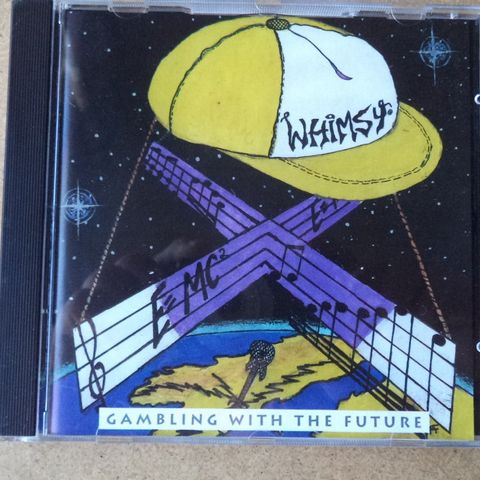 WHIMSY
E=MC²
GAMBLING WITH THE FUTURE